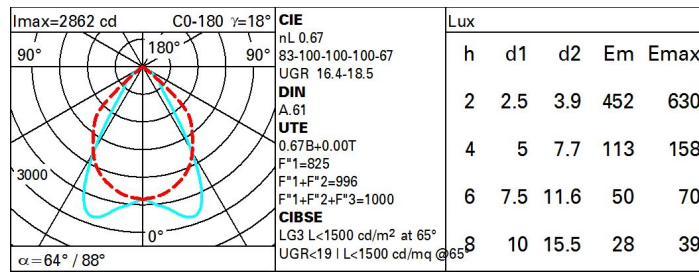 Imax=2862 cd C0-180 γ=18°
90° 180° 90°
3000
0°
α=64° / 88°
CIE
nL 0.67
83-100-100-100-67
UGR 16.4-18.5
DIN
A.61
UTE
0.67B+0.00T
F"1=825
F"1+F"2=996
F"1+F"2+F"3=1000
CIBSE
LG3 L<1500 cd/m² at 65°
UGR<19 | L<1500 cd/mq @65°
Lux
h d1 d2 Em Emax
2 2.5 3.9 452 630
4 5 7.7 113 158
6 7.5 11.6 50 70
8 10 15.5 28 39